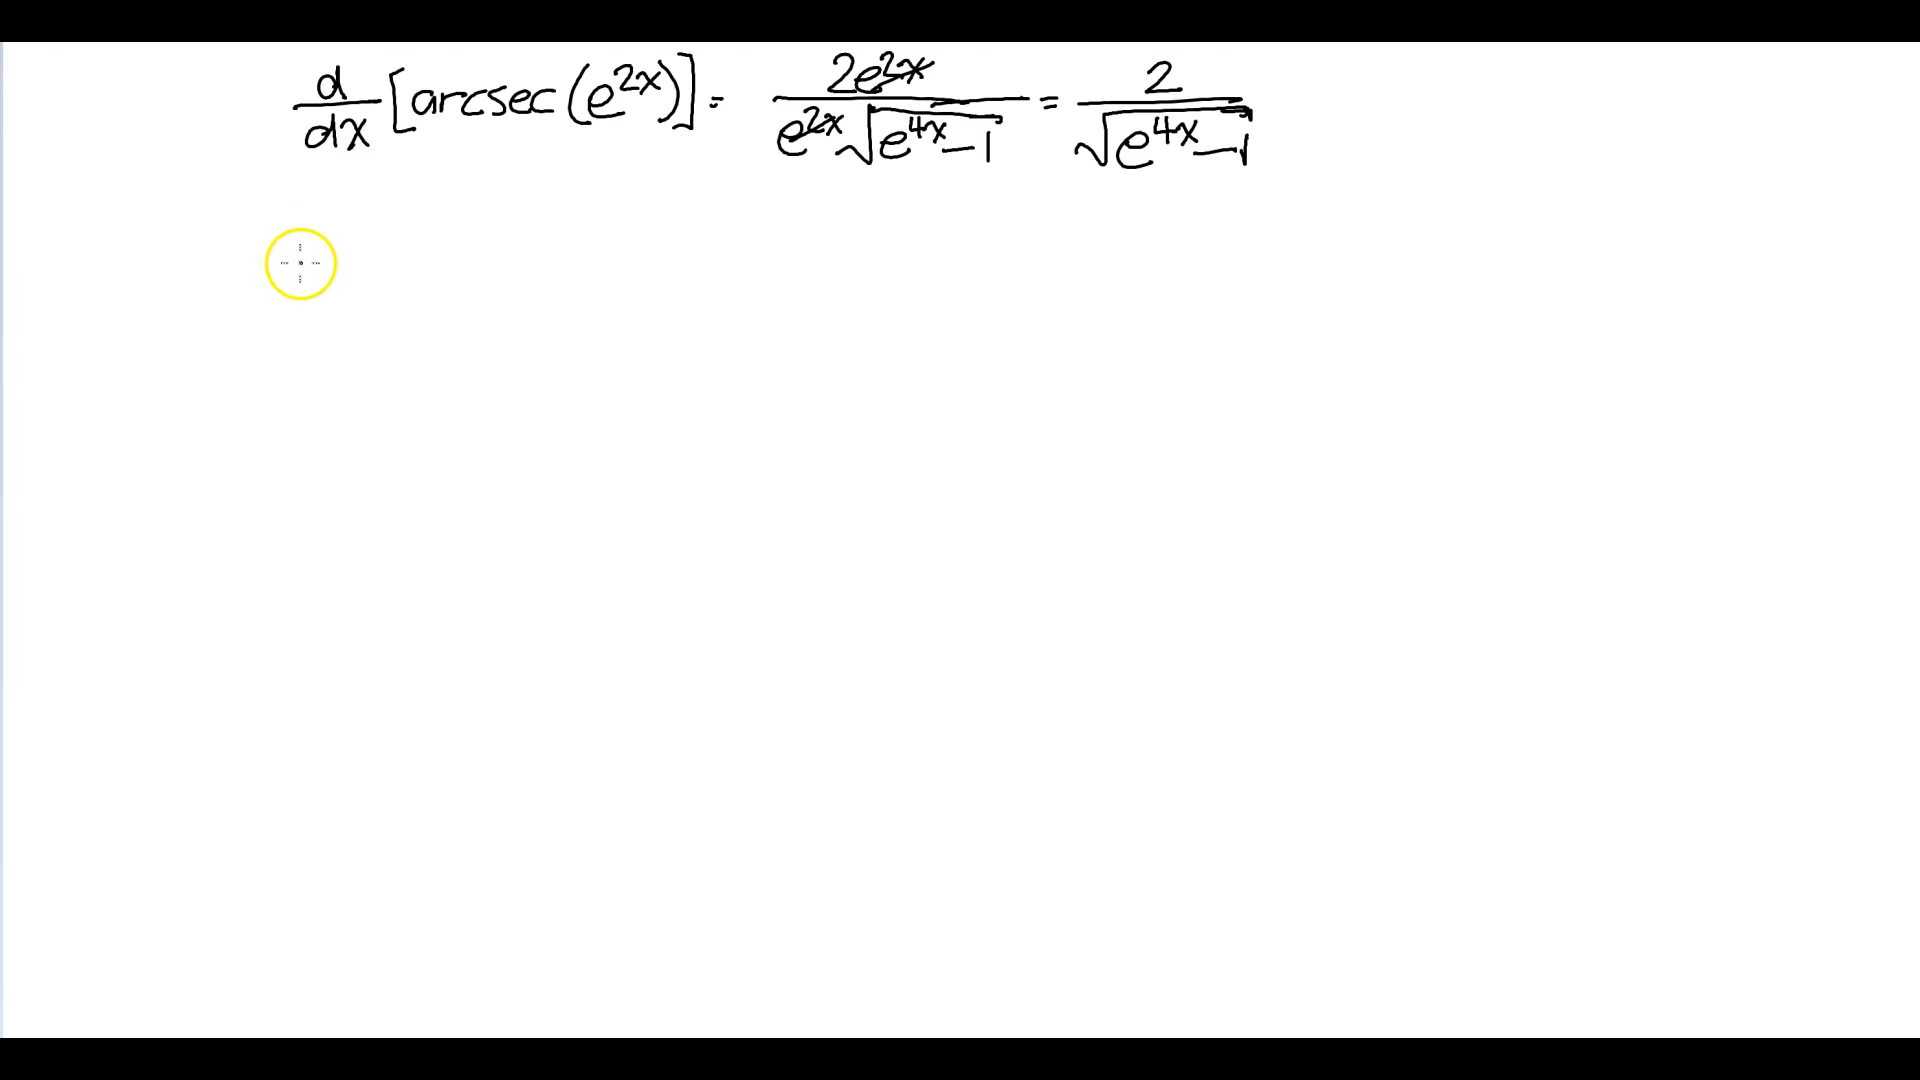 d/dx [arcsec(e^2x)] = 2e^2x / e^2x √(e^4x − 1) = 2 / √(e^4x − 1)